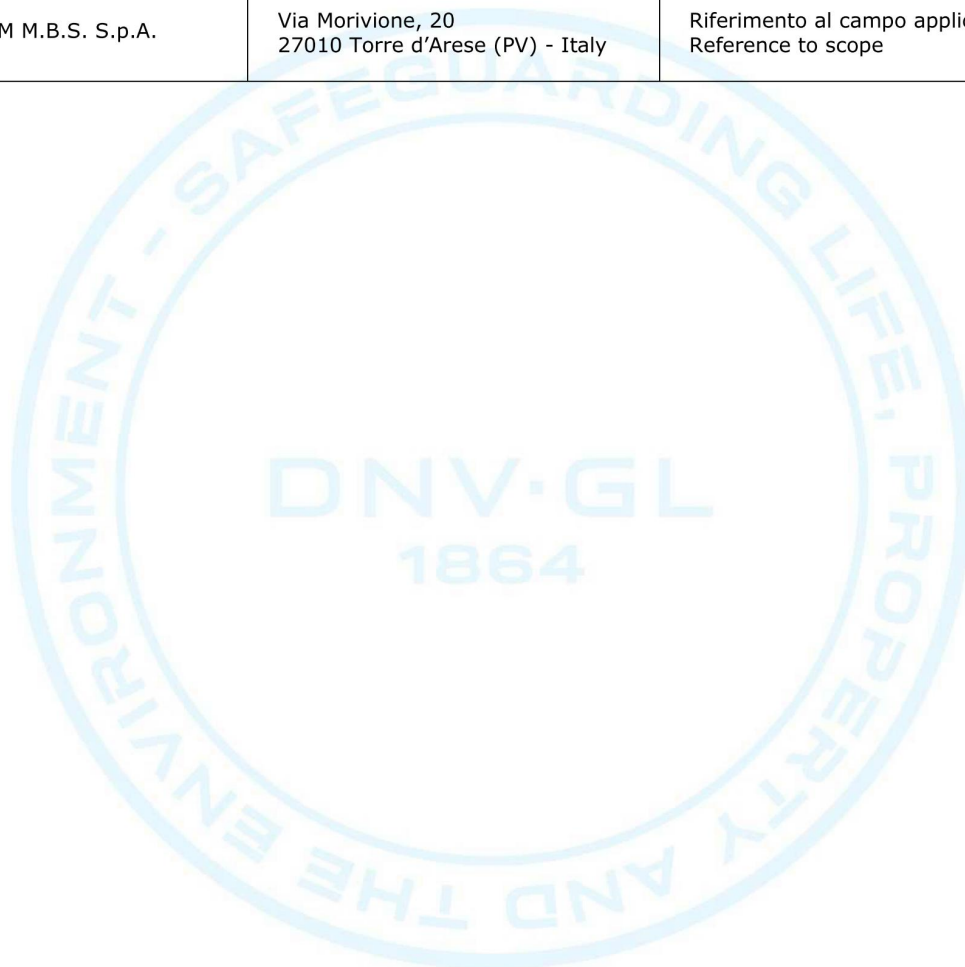 M M.B.S. S.p.A.
Via Morivione, 20
27010 Torre d’Arese (PV) - Italy
Riferimento al campo applic
Reference to scope
SAFEGUARDING LIFE, PROPERTY AND THE ENVIRONMENT -
DNV·GL
1864